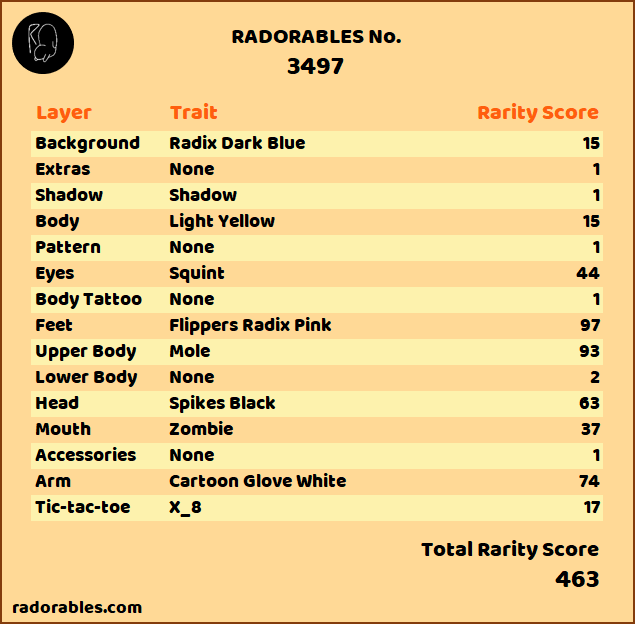 RADORABLES No.
3497
Layer Trait Rarity Score
Background Radix Dark Blue 15
Extras None 1
Shadow Shadow 1
Body Light Yellow 15
Pattern None 1
Eyes Squint 44
Body Tattoo None 1
Feet Flippers Radix Pink 97
Upper Body Mole 93
Lower Body None 2
Head Spikes Black 63
Mouth Zombie 37
Accessories None 1
Arm Cartoon Glove White 74
Tic-tac-toe X_8 17
Total Rarity Score
463
radorables.com